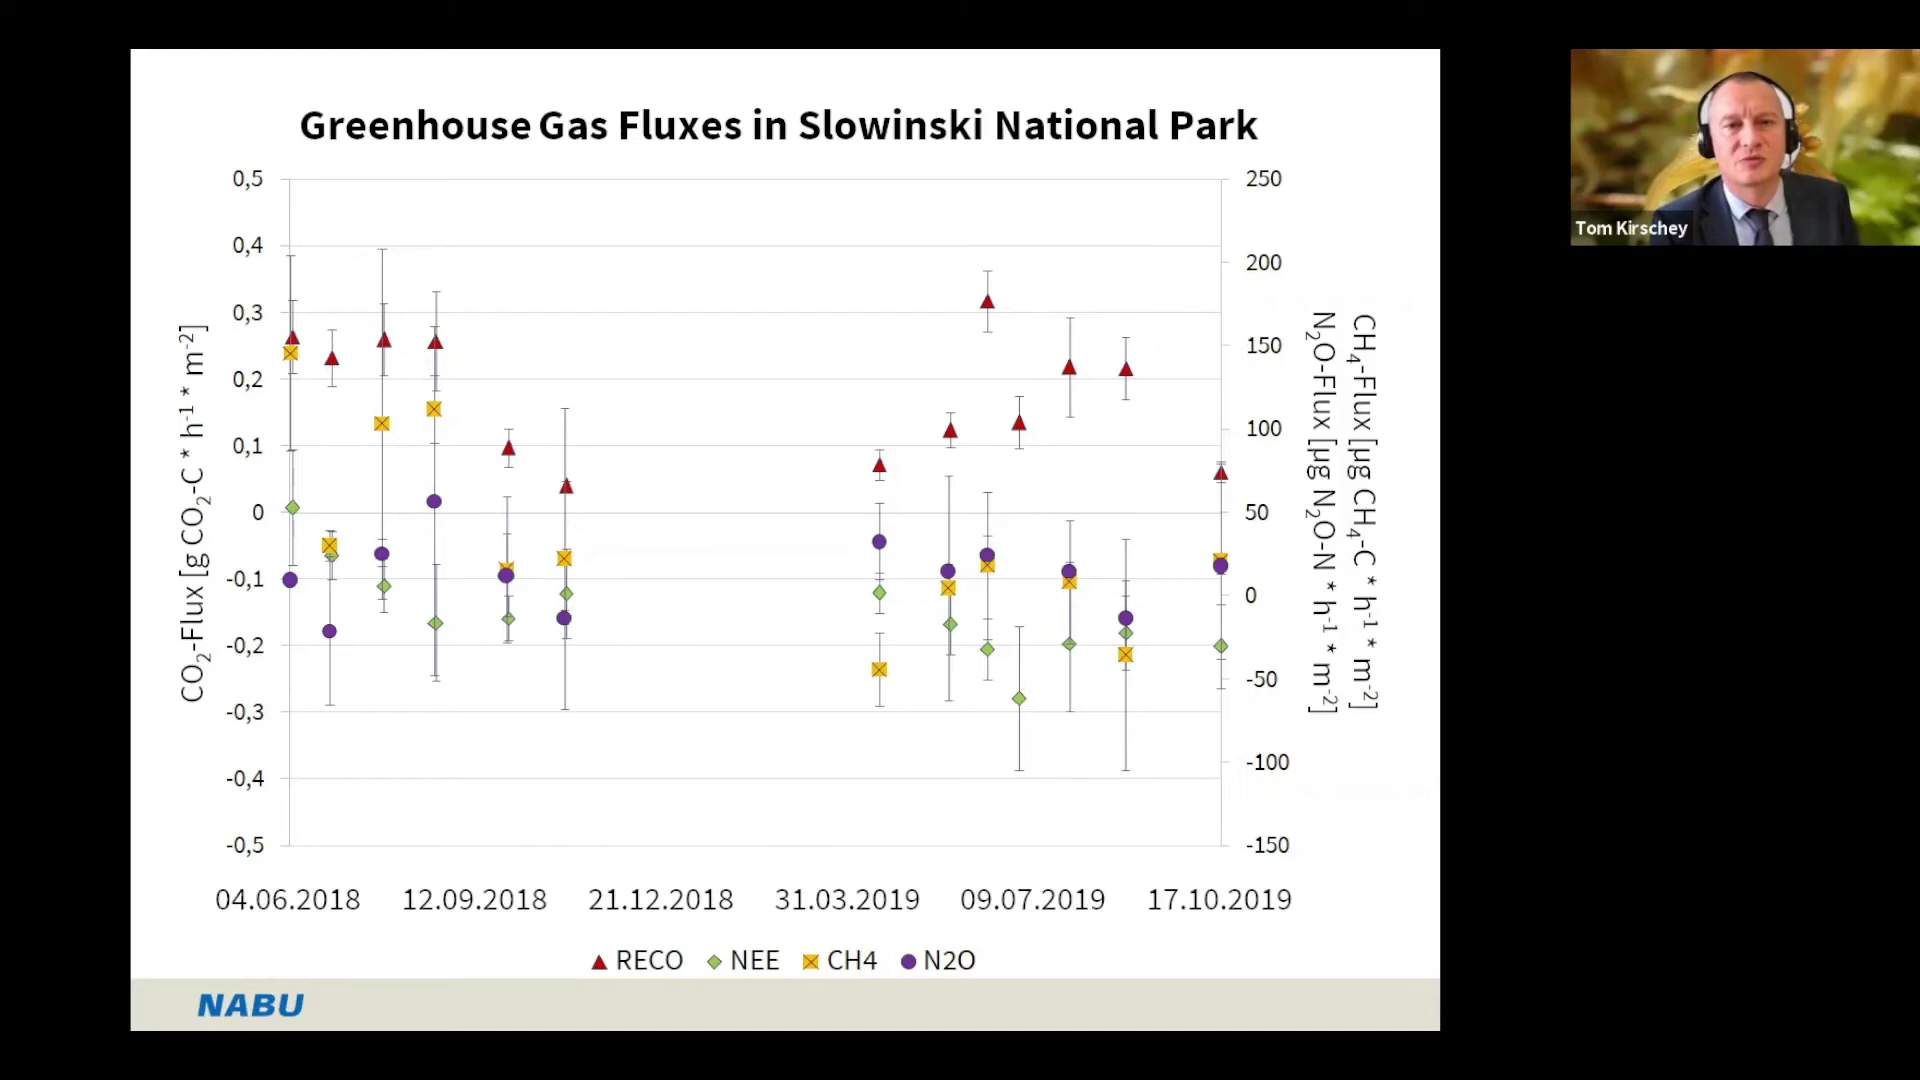 Greenhouse Gas Fluxes in Slowinski National Park
0,5
0,4
0,3
0,2
0,1
0
-0,1
-0,2
-0,3
-0,4
-0,5
CO₂-Flux [g CO₂-C * h⁻¹ * m⁻²]
250
200
150
100
50
0
-50
-100
-150
CH₄-Flux [µg CH₄-C * h⁻¹ * m⁻²]
N₂O-Flux [µg N₂O-N * h⁻¹ * m⁻²]
04.06.2018 12.09.2018 21.12.2018 31.03.2019 09.07.2019 17.10.2019
RECO NEE CH4 N2O
NABU
Tom Kirschey